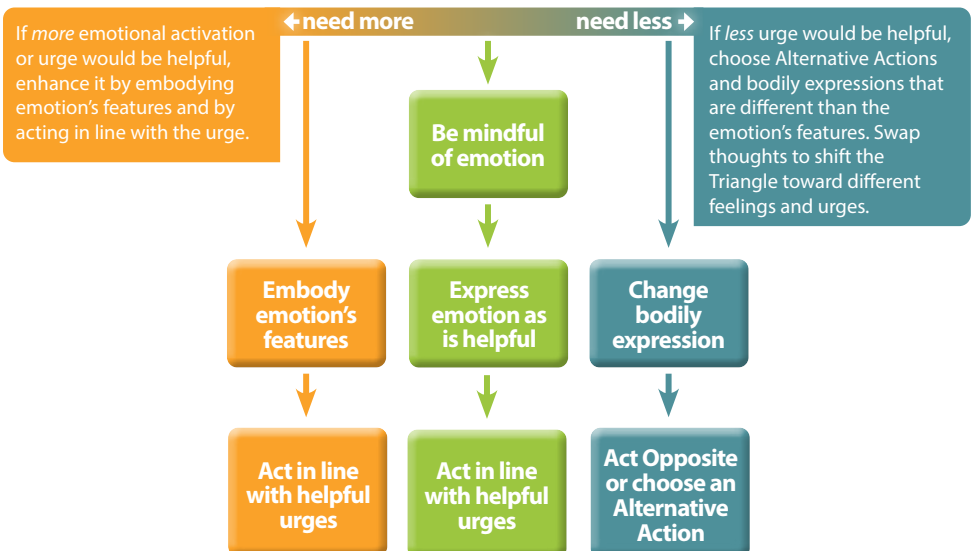 ←need more
need less→
If more emotional activation
or urge would be helpful,
enhance it by embodying
emotion's features and by
acting in line with the urge.
If less urge would be helpful,
choose Alternative Actions
and bodily expressions that
are different than the
emotion's features. Swap
thoughts to shift the
Triangle toward different
feelings and urges.
Be mindful
of emotion
Embody
emotion's
features
Express
emotion as
is helpful
Change
bodily
expression
Act in line
with helpful
urges
Act in line
with helpful
urges
Act Opposite
or choose an
Alternative
Action